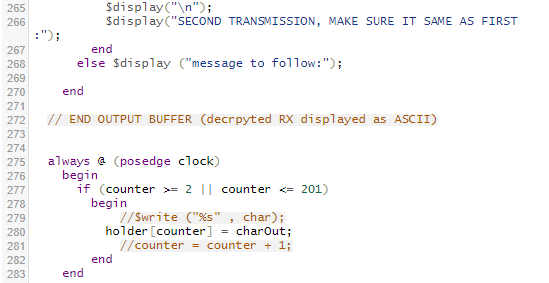 265 $display("\n");
266 $display("SECOND TRANSMISSION, MAKE SURE IT SAME AS FIRST
:");
267 end
268 else $display ("message to follow:");
269
270 end
271
272 // END OUTPUT BUFFER (decrpyted RX displayed as ASCII)
273
274
275 always @ (posedge clock)
276 begin
277 if (counter >= 2 || counter <= 201)
278 begin
279 //$write ("%s" , char);
280 holder[counter] = charOut;
281 //counter = counter + 1;
282 end
283 end